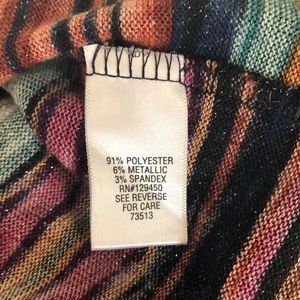 91% POLYESTER
6% METALLIC
3% SPANDEX
RN#129450
SEE REVERSE
FOR CARE
73513